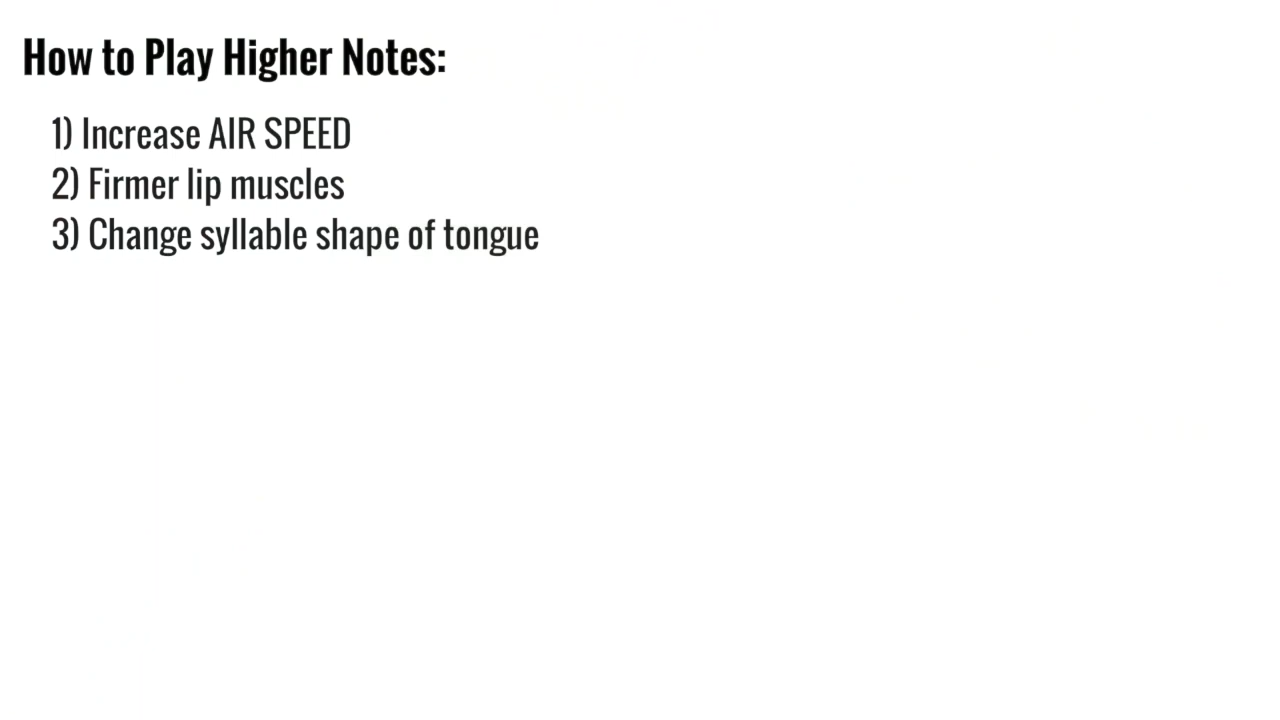 How to Play Higher Notes:
1) Increase AIR SPEED
2) Firmer lip muscles
3) Change syllable shape of tongue